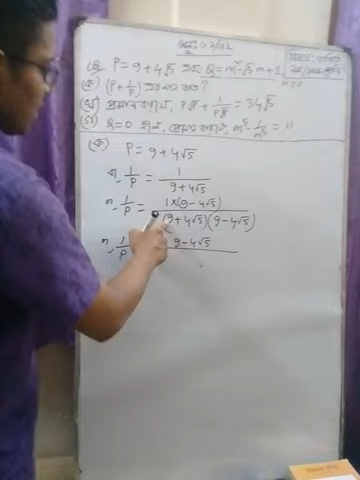 P = 9+4√5 এবং Q = m² - √5 m + 1,
(ক) (P + 1/P) এর মান কত?
(খ) প্রমাণ কর যে, P√P + 1/P√P = 34√5
(গ) Q = 0 হলে, প্রমাণ কর যে, m⁵ - 1/m⁵ = 11
m > 0
(ক) P = 9+4√5
বা, 1/P = 1/9+4√5
বা, 1/P = 1×(9-4√5)/(9+4√5)(9-4√5)
বা, 1/P 9-4√5